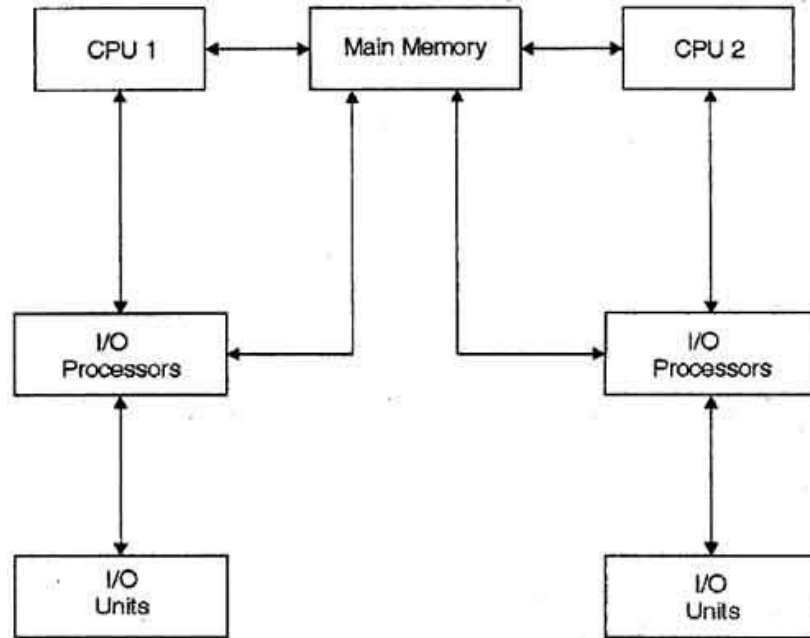 CPU 1
Main Memory
CPU 2
I/O
Processors
I/O
Processors
I/O
Units
I/O
Units